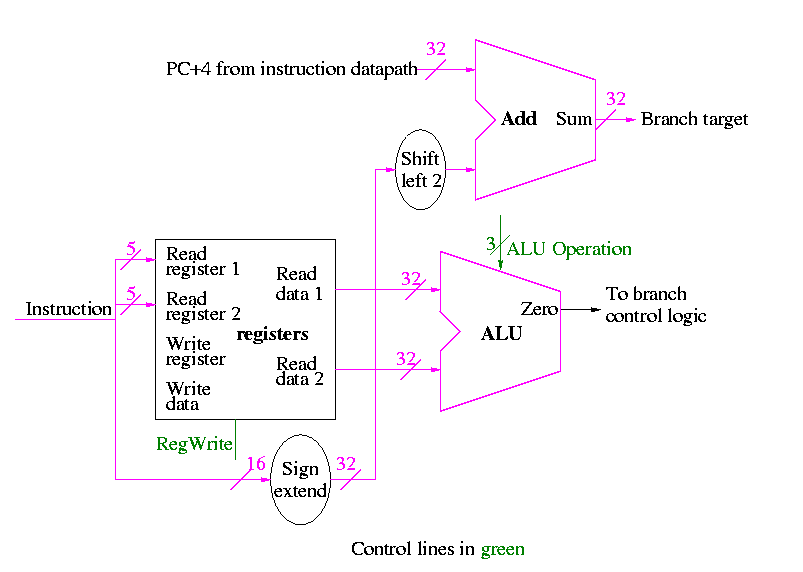 32
PC+4 from instruction datapath
32
Add Sum
Branch target
Shift
left 2
3
ALU Operation
5
Read
register 1
Read
data 1
32
5
Read
register 2
Instruction
Zero
To branch
control logic
registers
ALU
Write
register
Read
data 2
32
Write
data
RegWrite
16
Sign
extend
32
Control lines in green